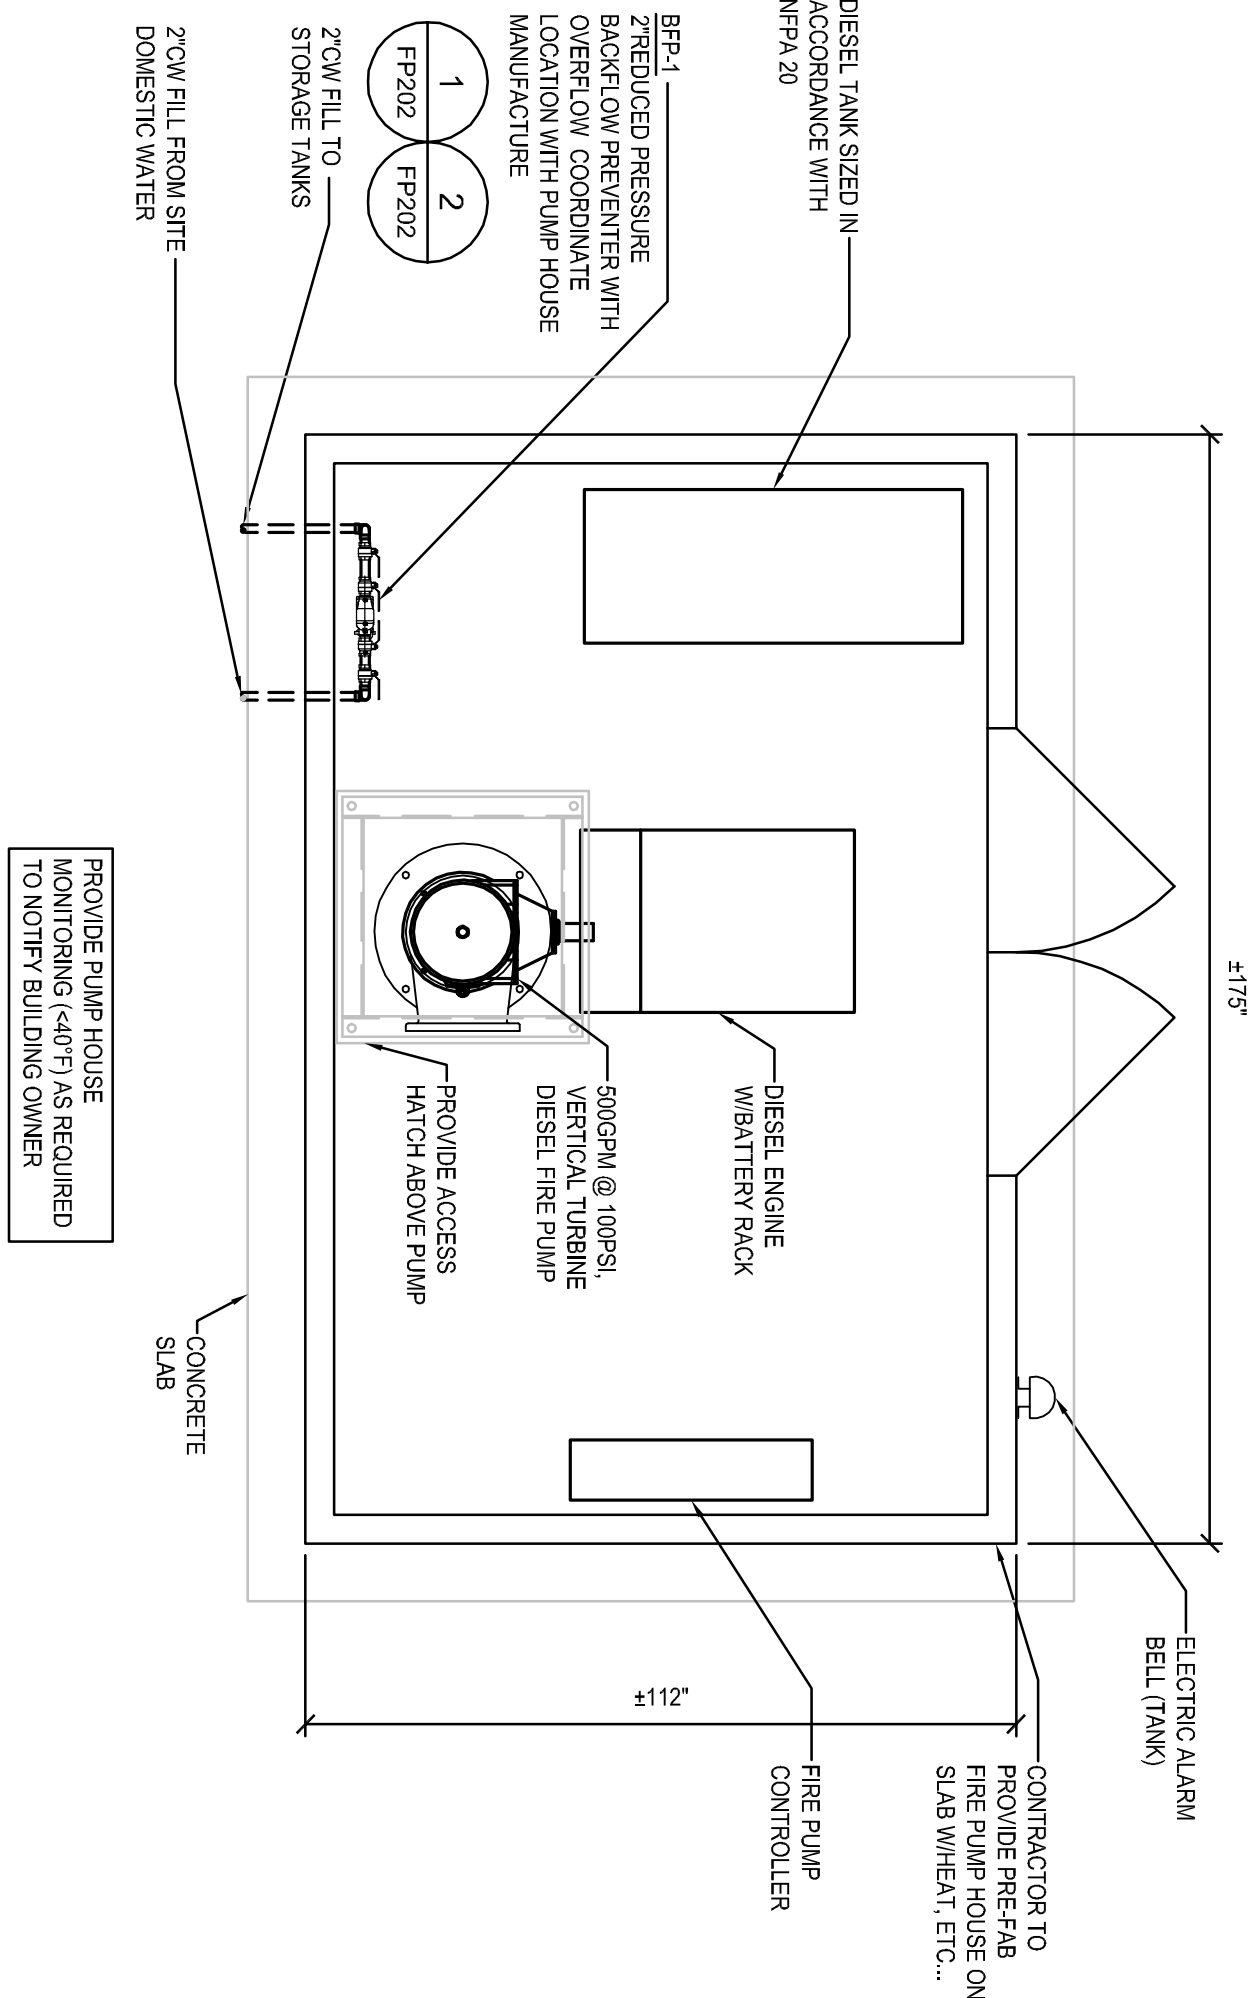 ±175"
ELECTRIC ALARM
BELL (TANK)
CONTRACTOR TO
PROVIDE PRE-FAB
FIRE PUMP HOUSE ON
SLAB W/HEAT, ETC...
DIESEL TANK SIZED IN
ACCORDANCE WITH
NFPA 20
BFP-1
2"REDUCED PRESSURE
BACKFLOW PREVENTER WITH
OVERFLOW COORDINATE
LOCATION WITH PUMP HOUSE
MANUFACTURE
1
FP202
2
FP202
2"CW FILL TO
STORAGE TANKS
2"CW FILL FROM SITE
DOMESTIC WATER
DIESEL ENGINE
W/BATTERY RACK
500GPM @ 100PSI,
VERTICAL TURBINE
DIESEL FIRE PUMP
PROVIDE ACCESS
HATCH ABOVE PUMP
±112"
FIRE PUMP
CONTROLLER
CONCRETE
SLAB
PROVIDE PUMP HOUSE
MONITORING (<40°F) AS REQUIRED
TO NOTIFY BUILDING OWNER